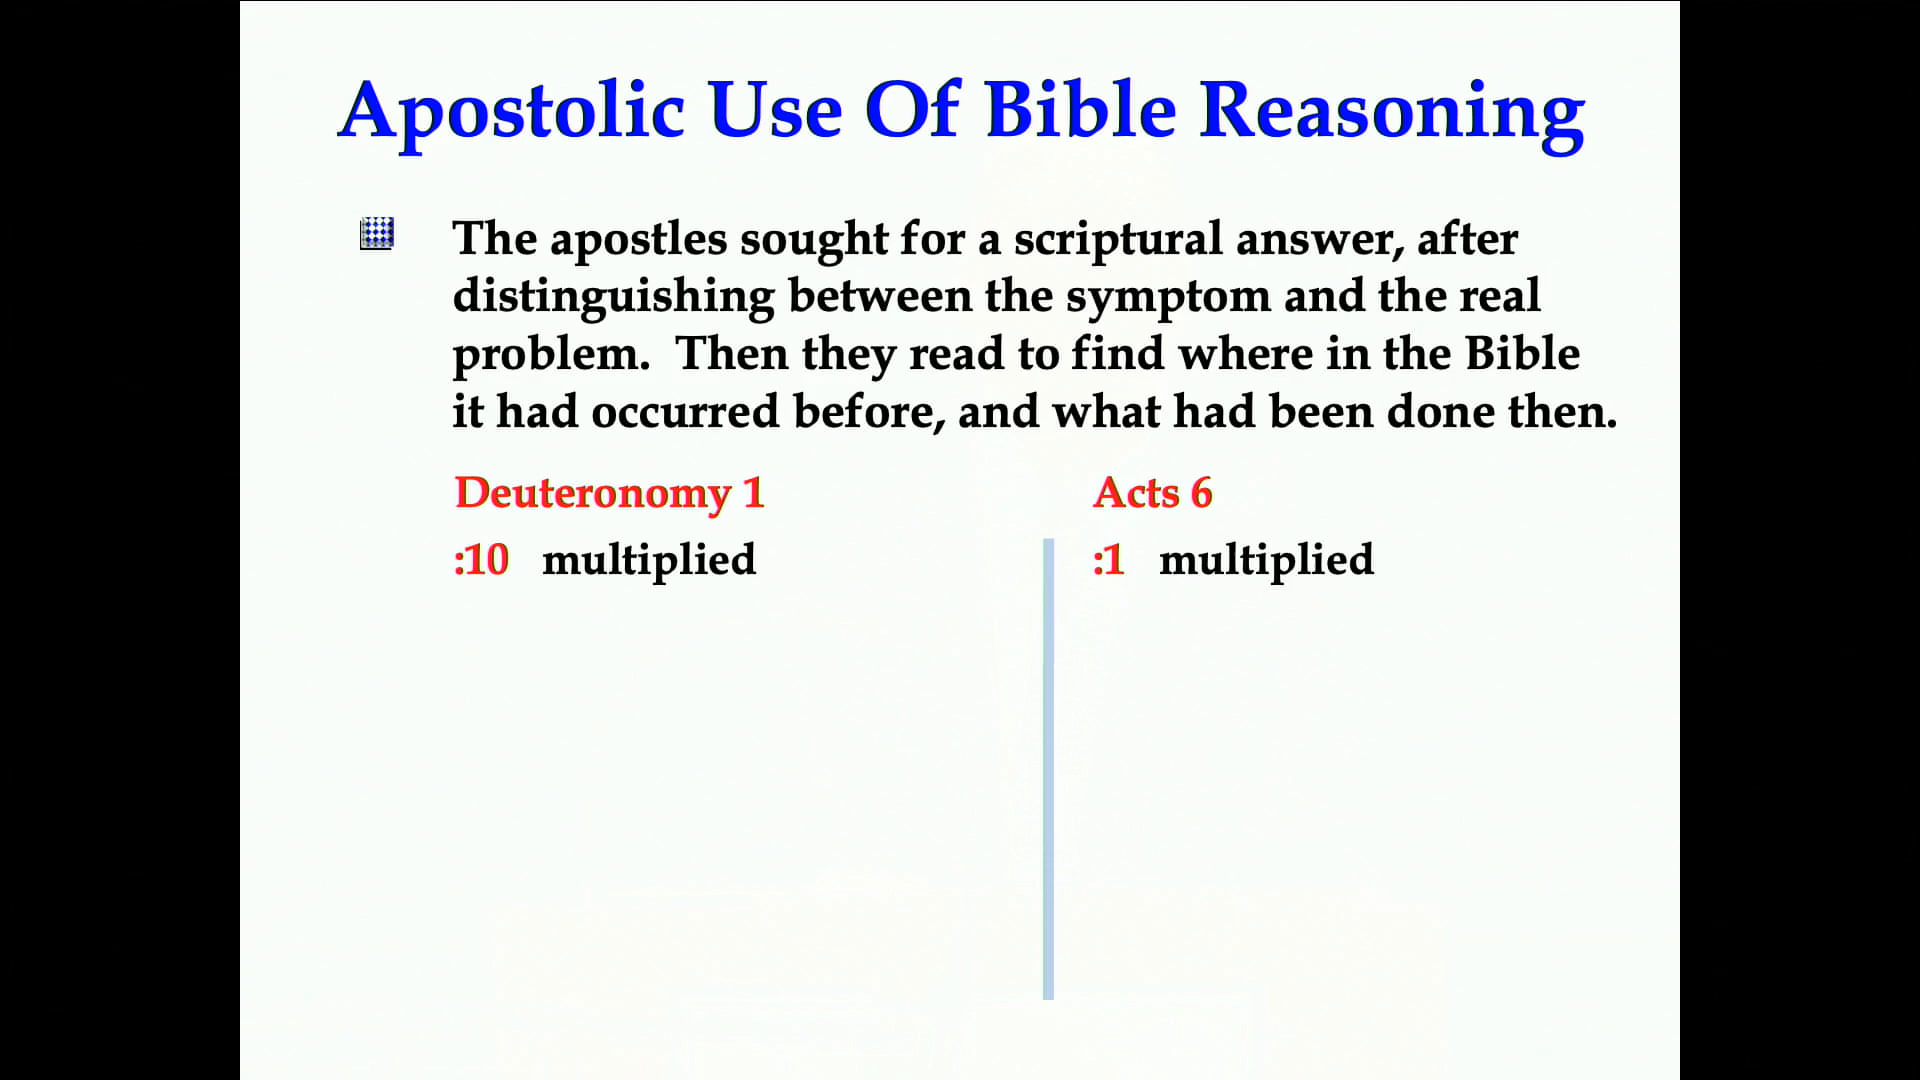 Apostolic Use Of Bible Reasoning
The apostles sought for a scriptural answer, after
distinguishing between the symptom and the real
problem.  Then they read to find where in the Bible
it had occurred before, and what had been done then.
Deuteronomy 1
:10 multiplied
Acts 6
:1 multiplied